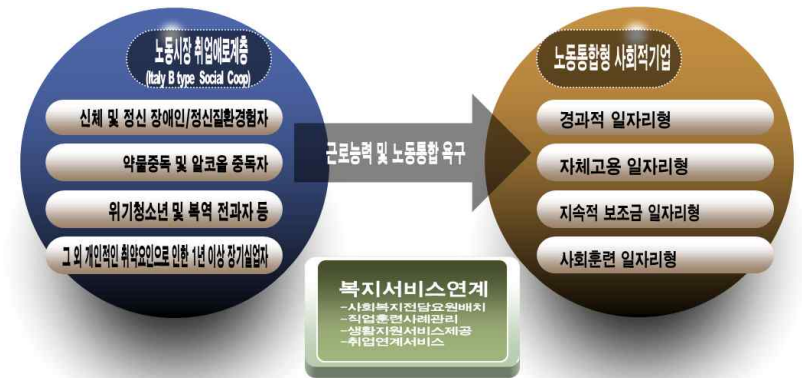 노동시장 취업애로계층
(Italy B type Social Coop)
신체 및 정신 장애인/정신질환경험자
약물중독 및 알코올 중독자
위기청소년 및 복역 전과자 등
그 외 개인적인 취약요인으로 인한 1년 이상 장기실업자
근로능력 및 노동통합 욕구
노동통합형 사회적기업
경과적 일자리형
자체고용 일자리형
지속적 보조금 일자리형
사회훈련 일자리형
복지서비스연계
-사회복지전담요원배치
-직업훈련사례관리
-생활지원서비스제공
-취업연계서비스